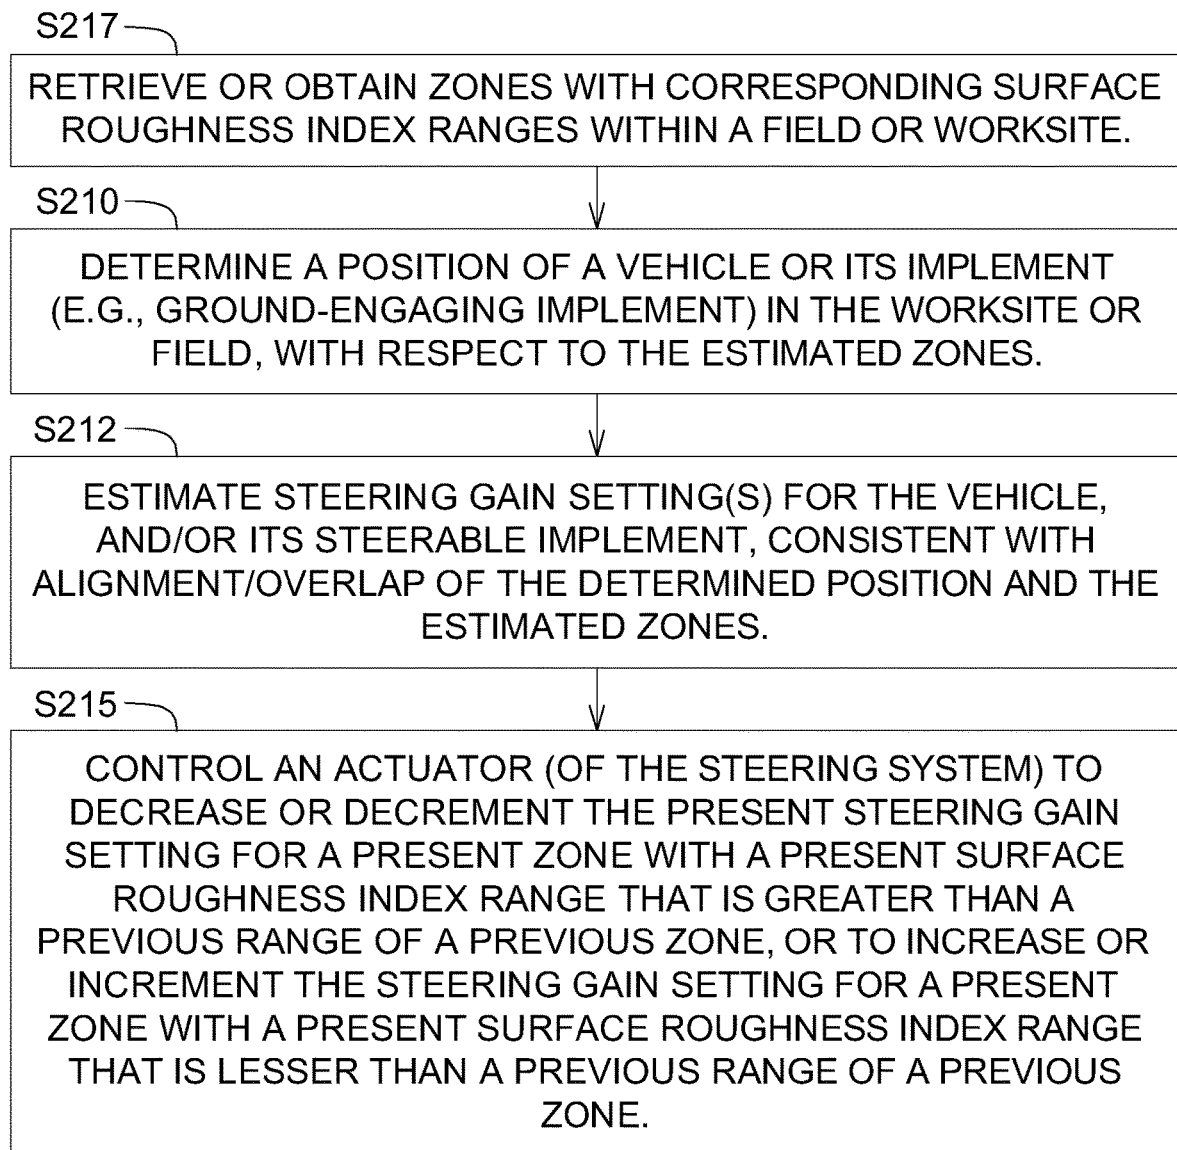 S217
RETRIEVE OR OBTAIN ZONES WITH CORRESPONDING SURFACE
ROUGHNESS INDEX RANGES WITHIN A FIELD OR WORKSITE.
S210
DETERMINE A POSITION OF A VEHICLE OR ITS IMPLEMENT
(E.G., GROUND-ENGAGING IMPLEMENT) IN THE WORKSITE OR
FIELD, WITH RESPECT TO THE ESTIMATED ZONES.
S212
ESTIMATE STEERING GAIN SETTING(S) FOR THE VEHICLE,
AND/OR ITS STEERABLE IMPLEMENT, CONSISTENT WITH
ALIGNMENT/OVERLAP OF THE DETERMINED POSITION AND THE
ESTIMATED ZONES.
S215
CONTROL AN ACTUATOR (OF THE STEERING SYSTEM) TO
DECREASE OR DECREMENT THE PRESENT STEERING GAIN
SETTING FOR A PRESENT ZONE WITH A PRESENT SURFACE
ROUGHNESS INDEX RANGE THAT IS GREATER THAN A
PREVIOUS RANGE OF A PREVIOUS ZONE, OR TO INCREASE OR
INCREMENT THE STEERING GAIN SETTING FOR A PRESENT
ZONE WITH A PRESENT SURFACE ROUGHNESS INDEX RANGE
THAT IS LESSER THAN A PREVIOUS RANGE OF A PREVIOUS
ZONE.